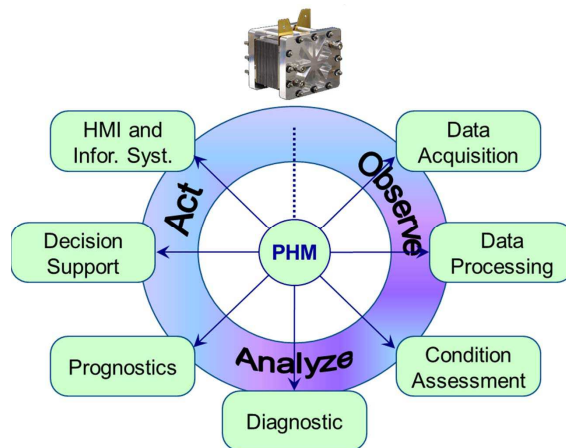 HMI and
Infor. Syst.
Data
Acquisition
Act
Observe
Decision
Support
PHM
Data
Processing
Prognostics
Analyze
Condition
Assessment
Diagnostic